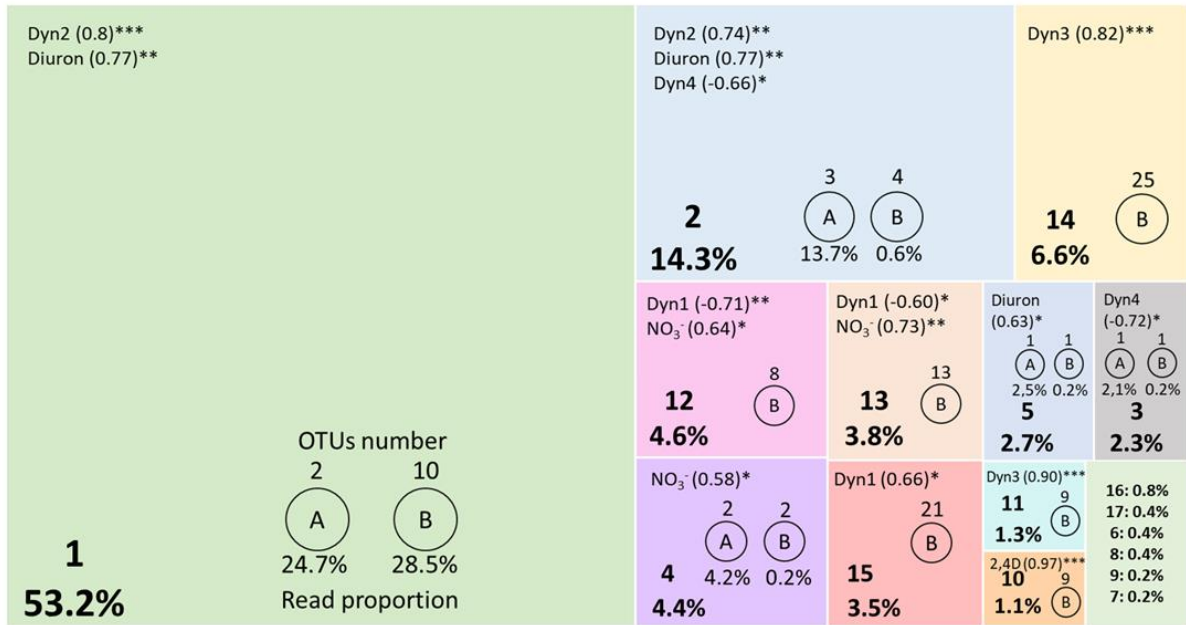 Dyn2 (0.8)***
Diuron (0.77)**
OTUs number
2 10
A B
24.7% 28.5%
Read proportion
1
53.2%
Dyn2 (0.74)**
Diuron (0.77)**
Dyn4 (-0.66)*
3 4
A B
13.7% 0.6%
2
14.3%
Dyn3 (0.82)***
25
B
14
6.6%
Dyn1 (-0.71)**
NO₃⁻ (0.64)*
8
B
12
4.6%
Dyn1 (-0.60)*
NO₃⁻ (0.73)**
13
B
13
3.8%
Diuron
(0.63)*
1 1
A B
2,5% 0.2%
5
2.7%
Dyn4
(-0.72)*
1 1
A B
2,1% 0.2%
3
2.3%
NO₃⁻ (0.58)*
2 2
A B
4.2% 0.2%
4
4.4%
Dyn1 (0.66)*
21
B
15
3.5%
Dyn3 (0.90)***
9
B
11
1.3%
2,4D (0.97)***
9
B
10
1.1%
16: 0.8%
17: 0.4%
6: 0.4%
8: 0.4%
9: 0.2%
7: 0.2%